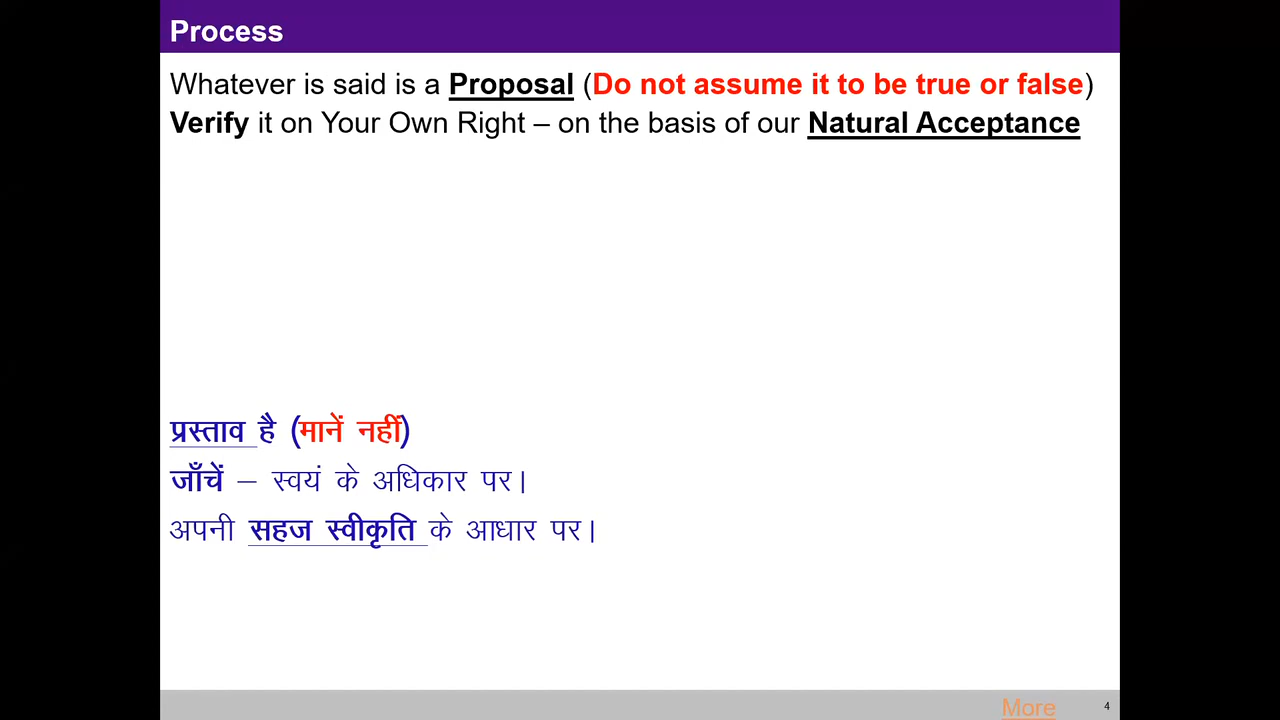 Process
Whatever is said is a Proposal (Do not assume it to be true or false)
Verify it on Your Own Right – on the basis of our Natural Acceptance
प्रस्ताव है (मानें नहीं)
जाँचें – स्वयं के अधिकार पर।
अपनी सहज स्वीकृति के आधार पर।
More
4